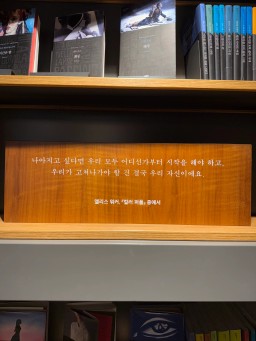 나아지고 싶다면 우리 모두 어디선가부터 시작을 해야 하고,
우리가 고쳐나가야 할 건 결국 우리 자신이에요
앨리스 워커, 『컬러 퍼플』 중에서